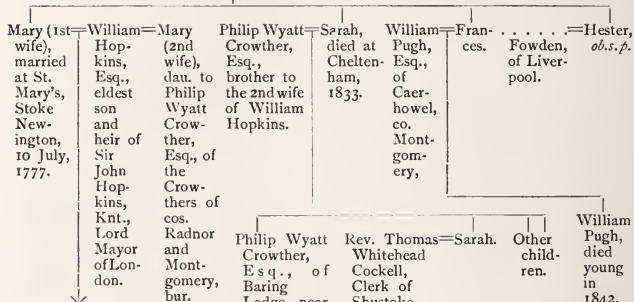 Mary (1st
wife),
married
at St.
Mary's,
Stoke
New-
ington,
10 July,
1777.
William
Hop-
kins,
Esq.,
eldest
son
and
heir of
Sir
John
Hop-
kins,
Knt.,
Lord
Mayor
of Lon-
don.
Mary
(2nd
wife),
dau. to
Philip
Wyatt
Crow-
ther,
Esq., of
the
Crow-
thers of
cos.
Radnor
and
Mont-
gomery,
bur.
Philip Wyatt
Crowther,
Esq.,
brother to
the 2nd wife
of William
Hopkins.
Sarah,
died at
Chelten-
ham,
1833.
William
Pugh,
Esq.,
of
Caer-
howel,
co.
Mont-
gom-
ery,
Fran-
ces.
. . . . . .
Fowden,
of Liver-
pool.
Hester,
ob.s.p.
Philip Wyatt
Crowther,
Esq., of
Baring
Lodge, near
Rev. Thomas
Whitehead
Cockell,
Clerk of
Shustoke
Sarah.
Other
child-
ren.
William
Pugh,
died
young
in
1842.